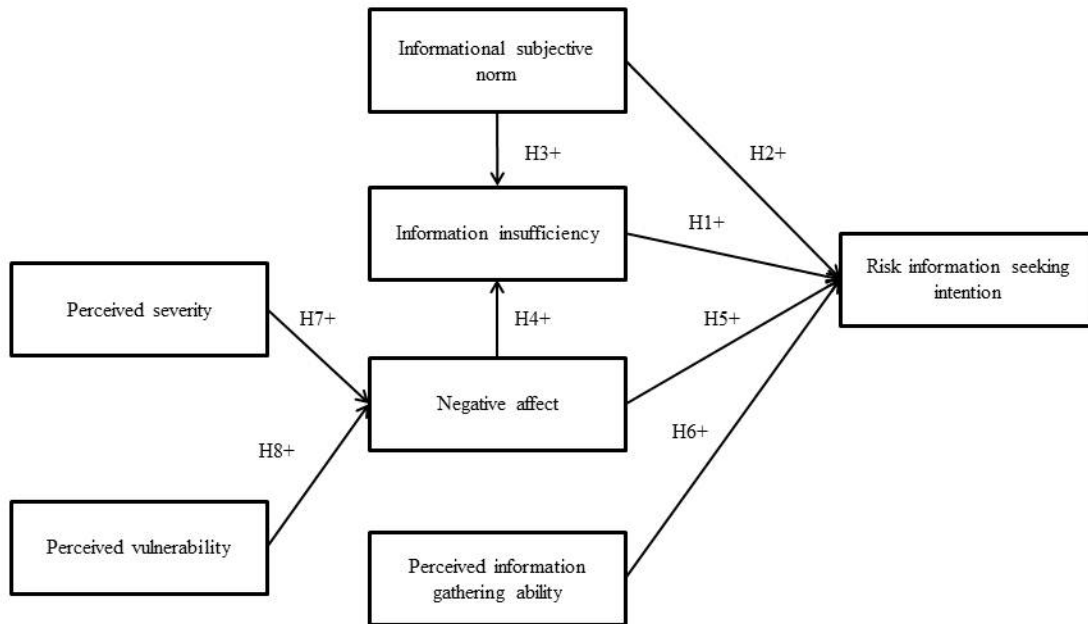 Informational subjective
norm
H3+
H2+
Information insufficiency
H1+
Risk information seeking
intention
Perceived severity
H7+
H4+
H5+
Negative affect
H6+
H8+
Perceived vulnerability
Perceived information
gathering ability